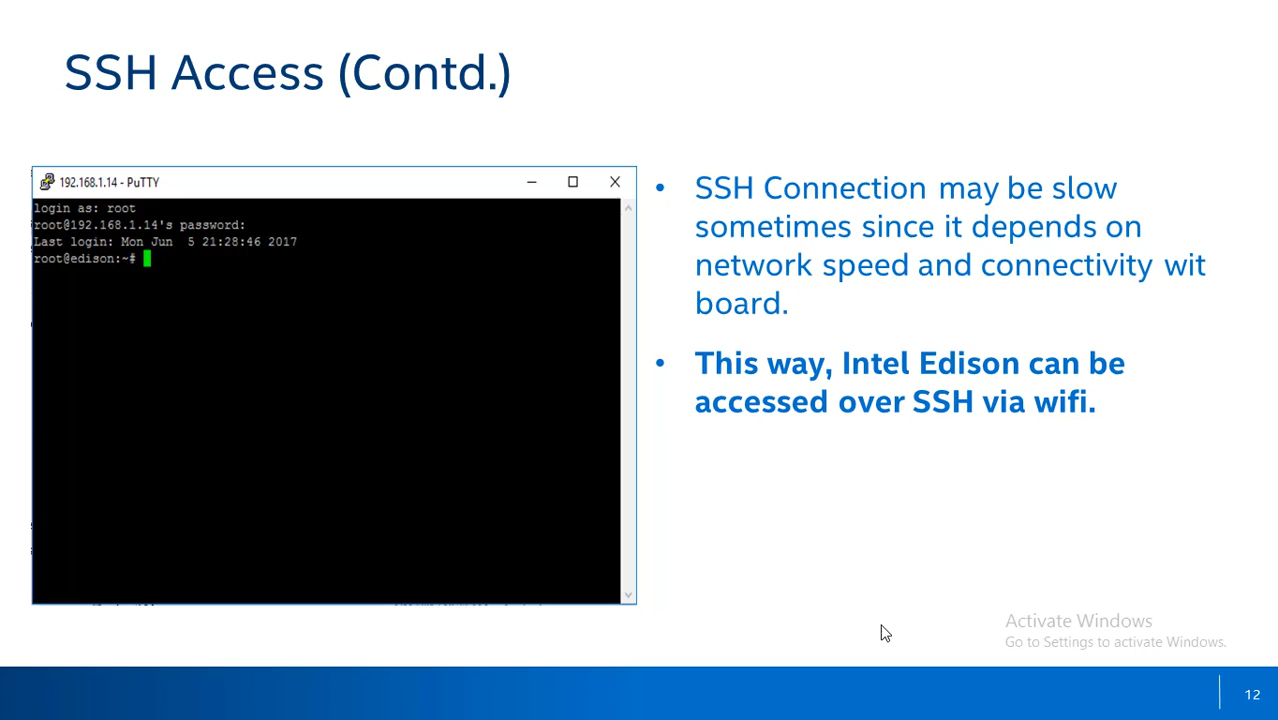 SSH Access (Contd.)
192.168.1.14 - PuTTY
login as: root
root@192.168.1.14's password:
Last login: Mon Jun  5 21:28:46 2017
root@edison:~#
• SSH Connection may be slow
sometimes since it depends on
network speed and connectivity wit
board.
• This way, Intel Edison can be
accessed over SSH via wifi.
Activate Windows
Go to Settings to activate Windows.
12